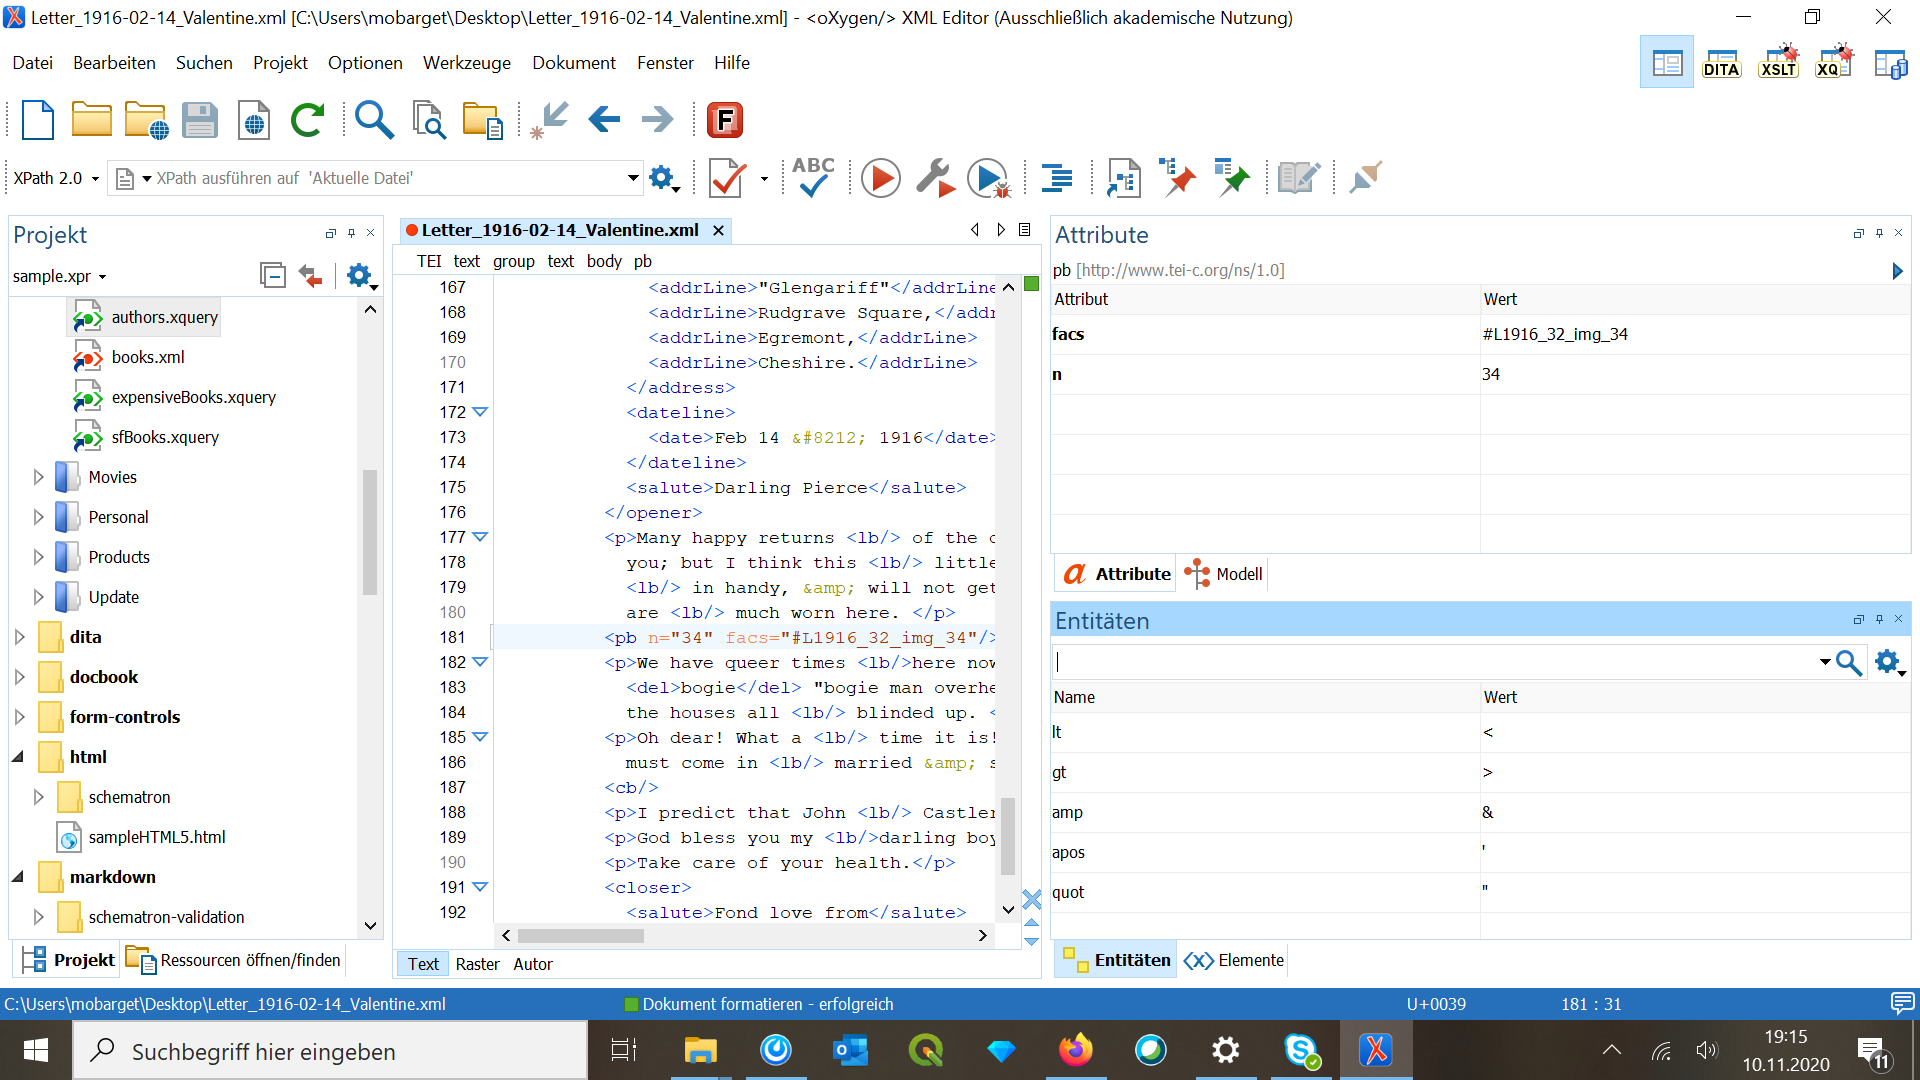 Letter_1916-02-14_Valentine.xml [C:\Users\mobarget\Desktop\Letter_1916-02-14_Valentine.xml] - <oXygen/> XML Editor (Ausschließlich akademische Nutzung)
Datei Bearbeiten Suchen Projekt Optionen Werkzeuge Dokument Fenster Hilfe
DITA XSLT XQ
F
XPath 2.0 XPath ausführen auf 'Aktuelle Datei' ABC
Projekt
sample.xpr
authors.xquery
books.xml
expensiveBooks.xquery
sfBooks.xquery
Movies
Personal
Products
Update
dita
docbook
form-controls
html
schematron
sampleHTML5.html
markdown
schematron-validation
Projekt Ressourcen öffnen/finden
Letter_1916-02-14_Valentine.xml
TEI text group text body pb
167 <addrLine>"Glengariff"</addrLine
168 <addrLine>Rudgrave Square,</addr
169 <addrLine>Egremont,</addrLine>
170 <addrLine>Cheshire.</addrLine>
171 </address>
172 <dateline>
173 <date>Feb 14 &#8212; 1916</date>
174 </dateline>
175 <salute>Darling Pierce</salute>
176 </opener>
177 <p>Many happy returns <lb/> of the d
178 you; but I think this <lb/> little
179 <lb/> in handy, &amp; will not get
180 are <lb/> much worn here. </p>
181 <pb n="34" facs="#L1916_32_img_34"/>
182 <p>We have queer times <lb/>here now
183 <del>bogie</del> "bogie man overhe
184 the houses all <lb/> blinded up. <
185 <p>Oh dear! What a <lb/> time it is!
186 must come in <lb/> married &amp; s
187 <cb/>
188 <p>I predict that John <lb/> Castler
189 <p>God bless you my <lb/>darling boy
190 <p>Take care of your health.</p>
191 <closer>
192 <salute>Fond love from</salute>
Text Raster Autor
Attribute
pb [http://www.tei-c.org/ns/1.0]
Attribut Wert
facs #L1916_32_img_34
n 34
Attribute Modell
Entitäten
Name Wert
lt <
gt >
amp &
apos '
quot "
Entitäten Elemente
C:\Users\mobarget\Desktop\Letter_1916-02-14_Valentine.xml Dokument formatieren - erfolgreich U+0039 181 : 31
Suchbegriff hier eingeben
19:15
10.11.2020
11